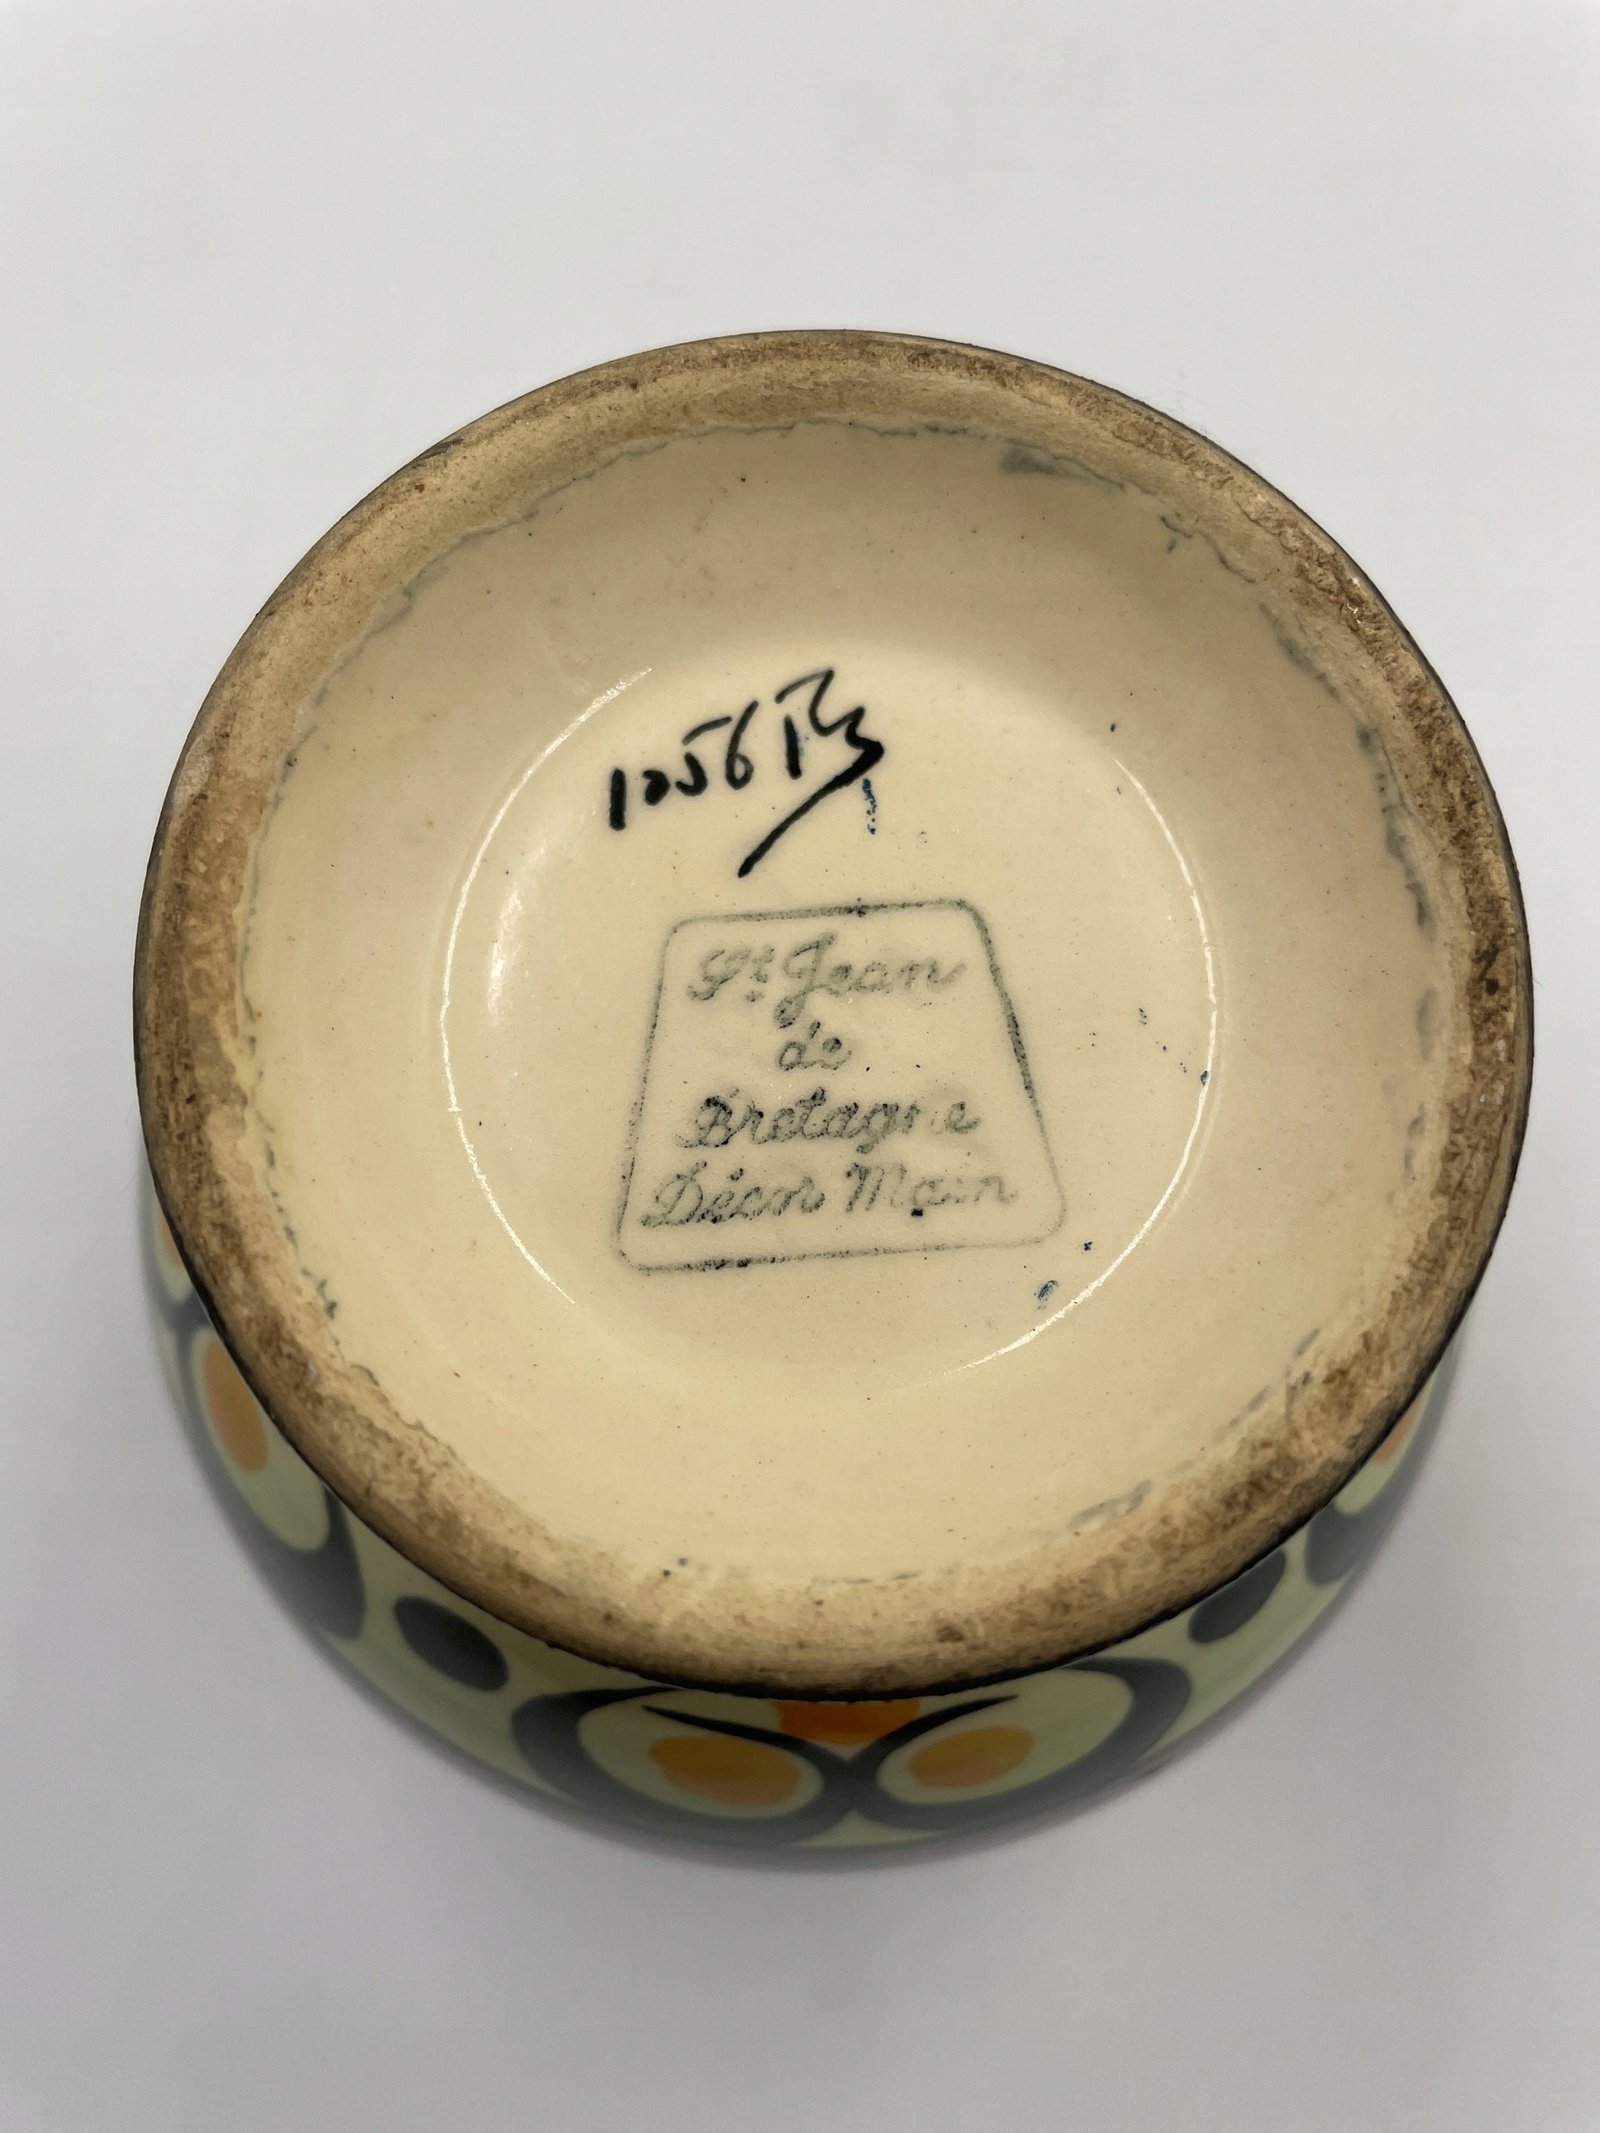 1056
St Jean
de
Bretagne
Décor Main